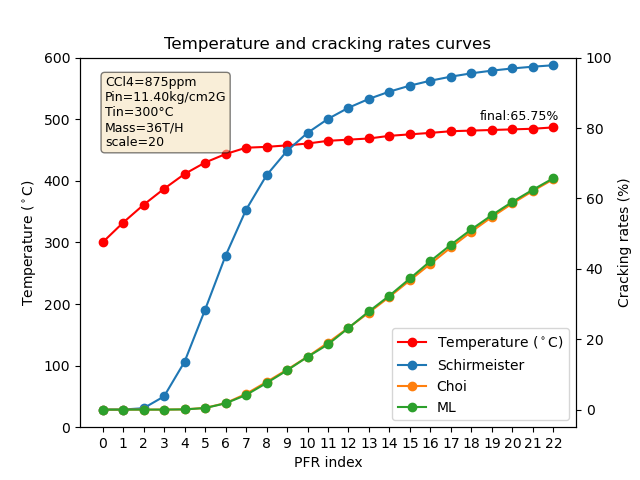 Temperature and cracking rates curves
600
500
400
300
200
100
0
Temperature (°C)
CCl4=875ppm
Pin=11.40kg/cm2G
Tin=300°C
Mass=36T/H
scale=20
final:65.75%
Temperature (°C)
Schirmeister
Choi
ML
100
80
60
40
20
0
Cracking rates (%)
0 1 2 3 4 5 6 7 8 9 10 11 12 13 14 15 16 17 18 19 20 21 22
PFR index